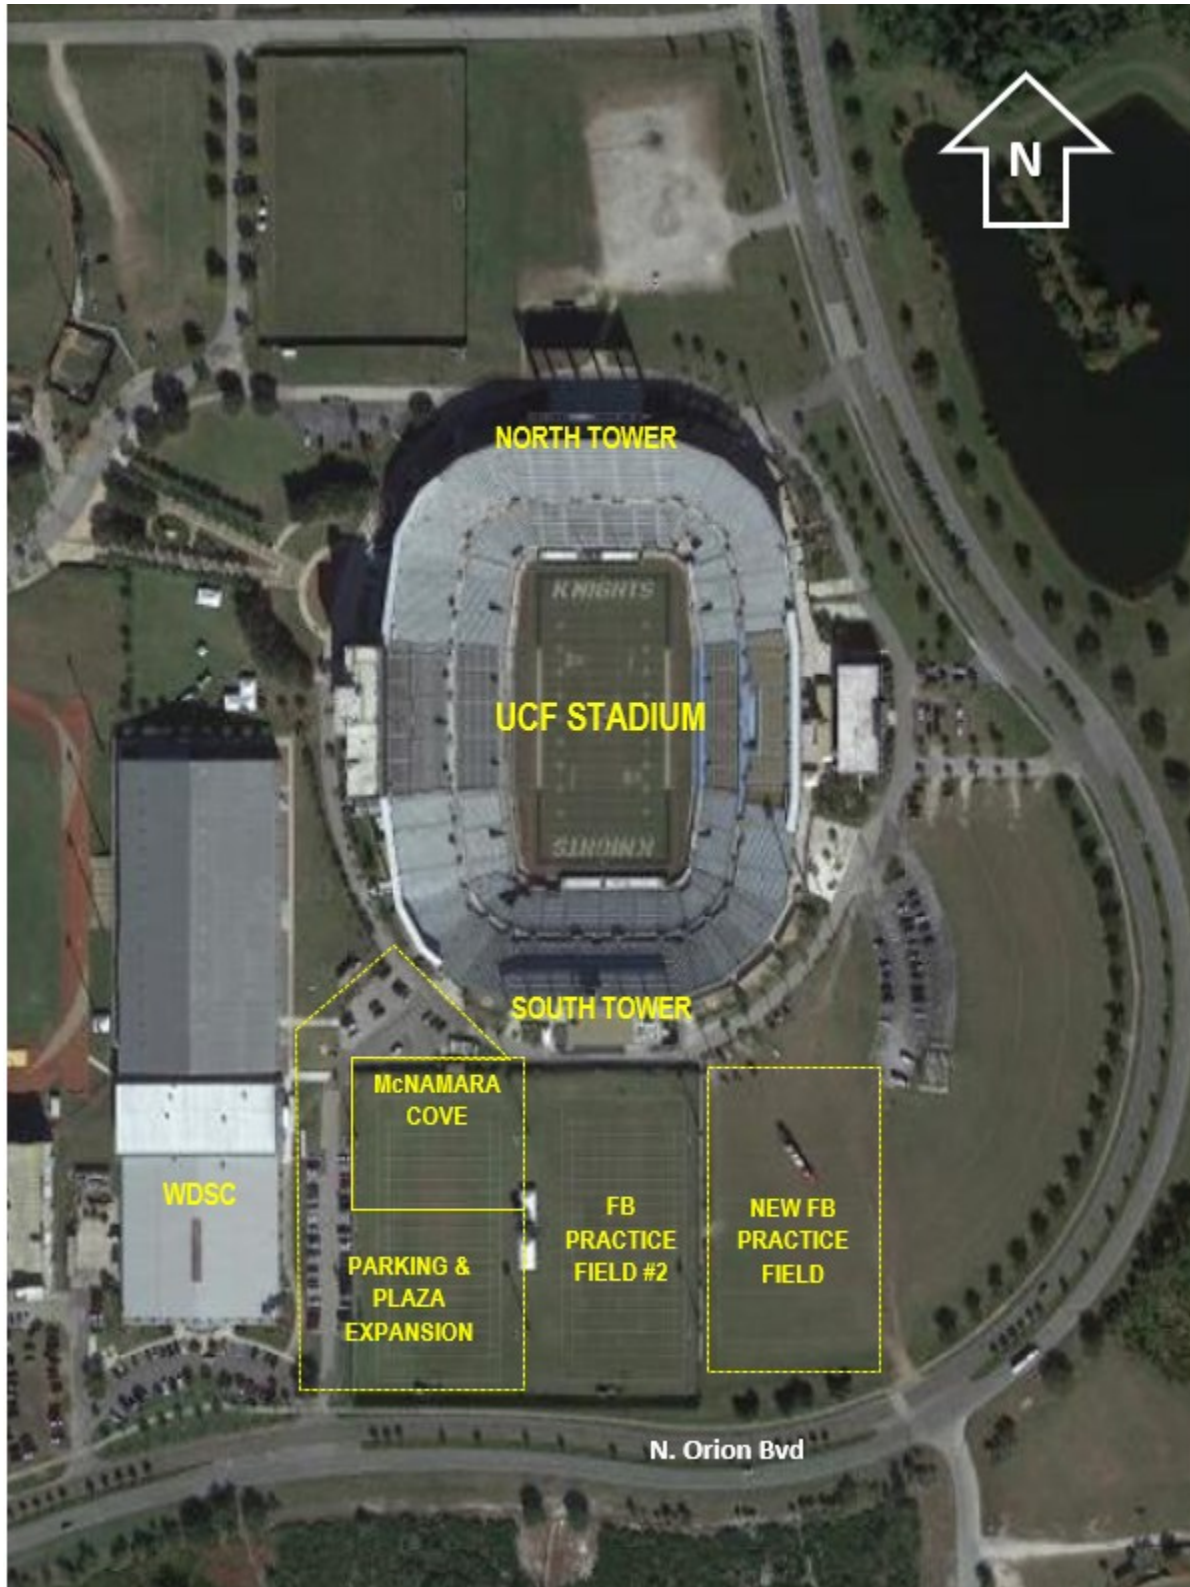 N
NORTH TOWER
KNIGHTS
UCF STADIUM
KNIGHTS
SOUTH TOWER
McNAMARA
COVE
WDSC
FB
PRACTICE
FIELD #2
NEW FB
PRACTICE
FIELD
PARKING &
PLAZA
EXPANSION
N. Orion Bvd